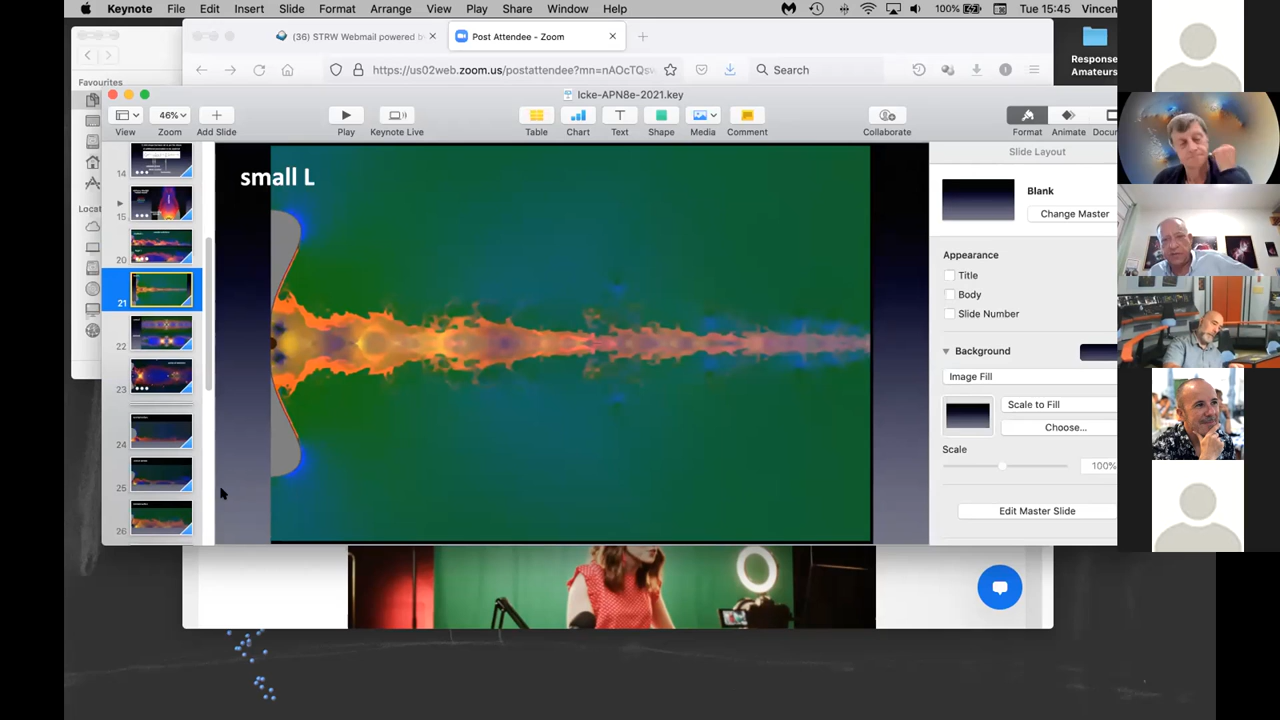 Keynote File Edit Insert Slide Format Arrange View Play Share Window Help 100% Tue 15:45 Vincen
(36) STRW Webmail powered by
Post Attendee - Zoom
https://us02web.zoom.us/postattendee?mn=nAOcTQsv
Search
Response
Amateurs
Favourites
Locat
Icke-APN8e-2021.key
46%
View Zoom Add Slide Play Keynote Live Table Chart Text Shape Media Comment Collaborate Format Animate Docu
small L
14
15
20
21
22
23
24
25
26
Slide Layout
Blank
Change Master
Appearance
Title
Body
Slide Number
Background
Image Fill
Scale to Fill
Choose...
Scale
100%
Edit Master Slide